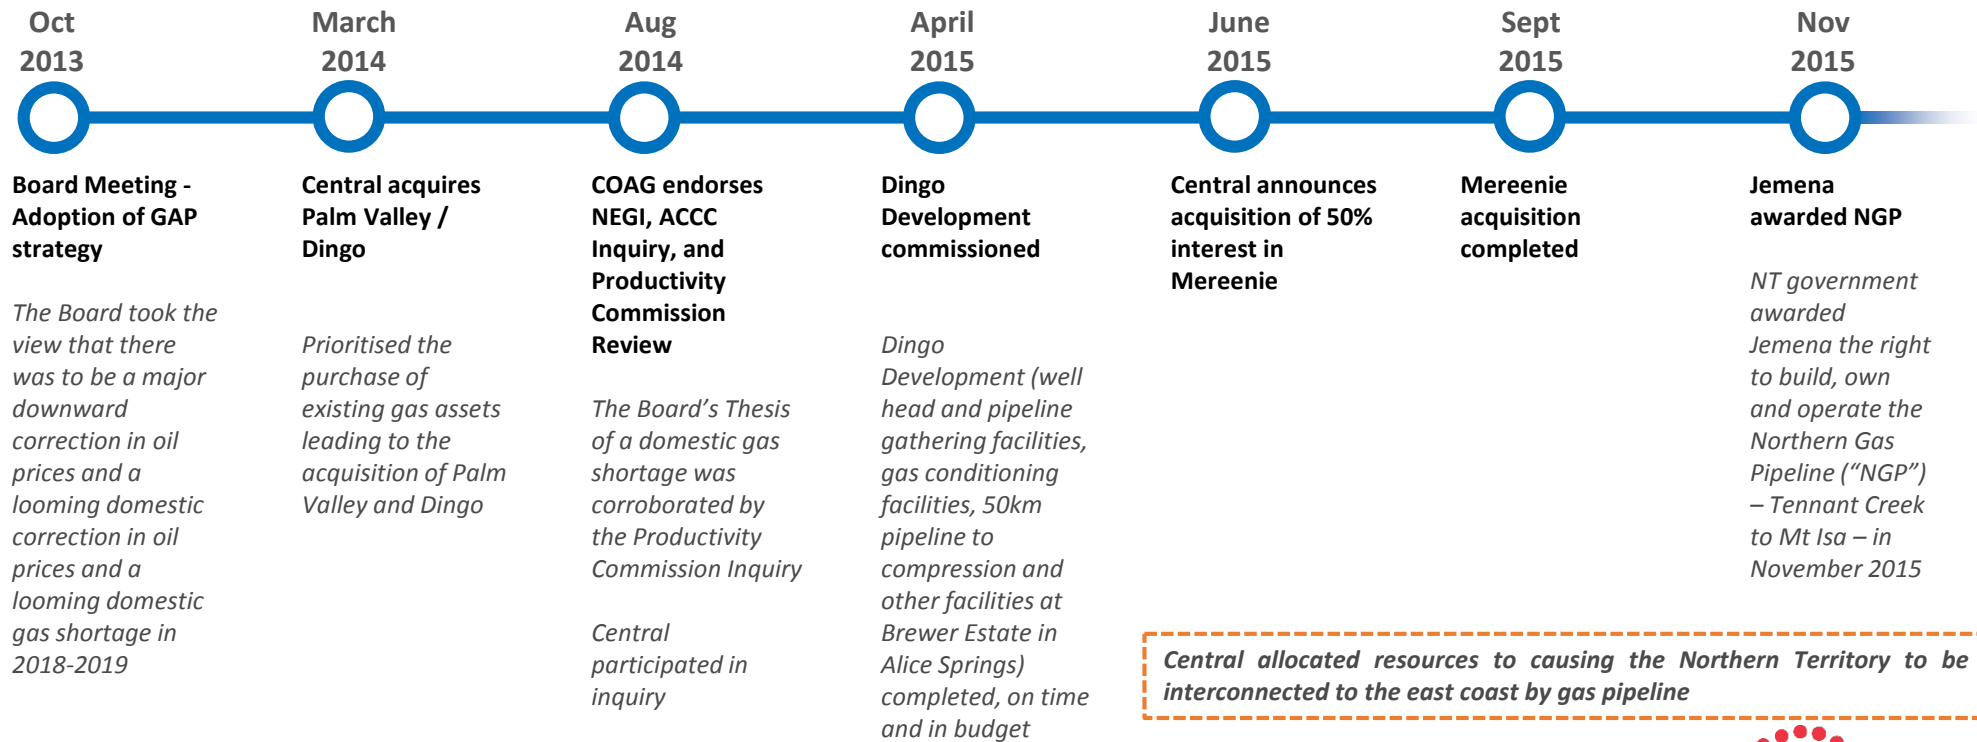 Oct
2013
March
2014
Aug
2014
April
2015
June
2015
Sept
2015
Nov
2015
Board Meeting -
Adoption of GAP
strategy
The Board took the
view that there
was to be a major
downward
correction in oil
prices and a
looming domestic
correction in oil
prices and a
looming domestic
gas shortage in
2018-2019
Central acquires
Palm Valley /
Dingo
Prioritised the
purchase of
existing gas assets
leading to the
acquisition of Palm
Valley and Dingo
COAG endorses
NEGI, ACCC
Inquiry, and
Productivity
Commission
Review
The Board’s Thesis
of a domestic gas
shortage was
corroborated by
the Productivity
Commission Inquiry
Central
participated in
inquiry
Dingo
Development
commissioned
Dingo
Development (well
head and pipeline
gathering facilities,
gas conditioning
facilities, 50km
pipeline to
compression and
other facilities at
Brewer Estate in
Alice Springs)
completed, on time
and in budget
Central announces
acquisition of 50%
interest in
Mereenie
Mereenie
acquisition
completed
Jemena
awarded NGP
NT government
awarded
Jemena the right
to build, own
and operate the
Northern Gas
Pipeline (“NGP”)
– Tennant Creek
to Mt Isa – in
November 2015
Central allocated resources to causing the Northern Territory to be
interconnected to the east coast by gas pipeline